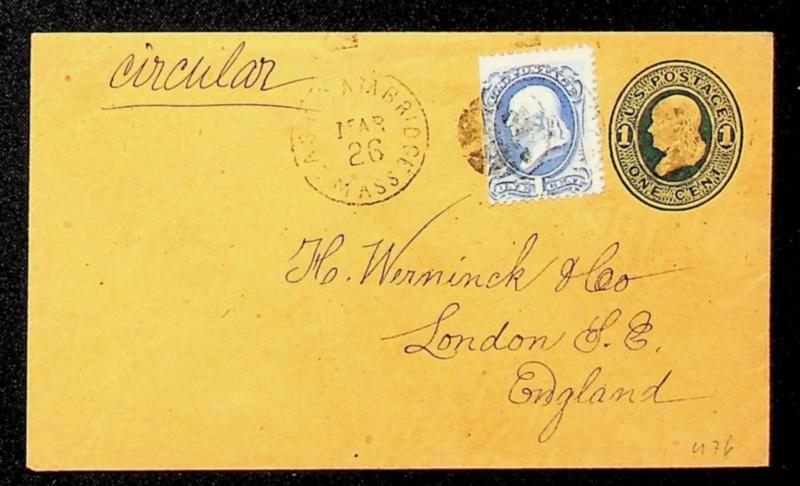 circular
CAMBRIDGE
MAR
26
MASS
U.S. POSTAGE
1 1
ONE CENT
H. Werninck & Co
London S.E.
England
U76